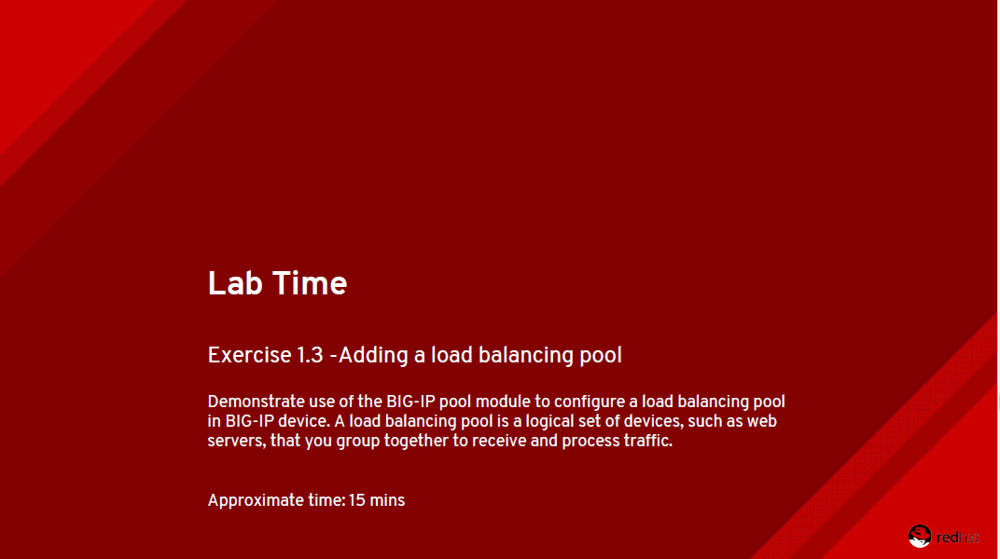 Lab Time
Exercise 1.3 -Adding a load balancing pool
Demonstrate use of the BIG-IP pool module to configure a load balancing pool
in BIG-IP device. A load balancing pool is a logical set of devices, such as web
servers, that you group together to receive and process traffic.
Approximate time: 15 mins
redhat